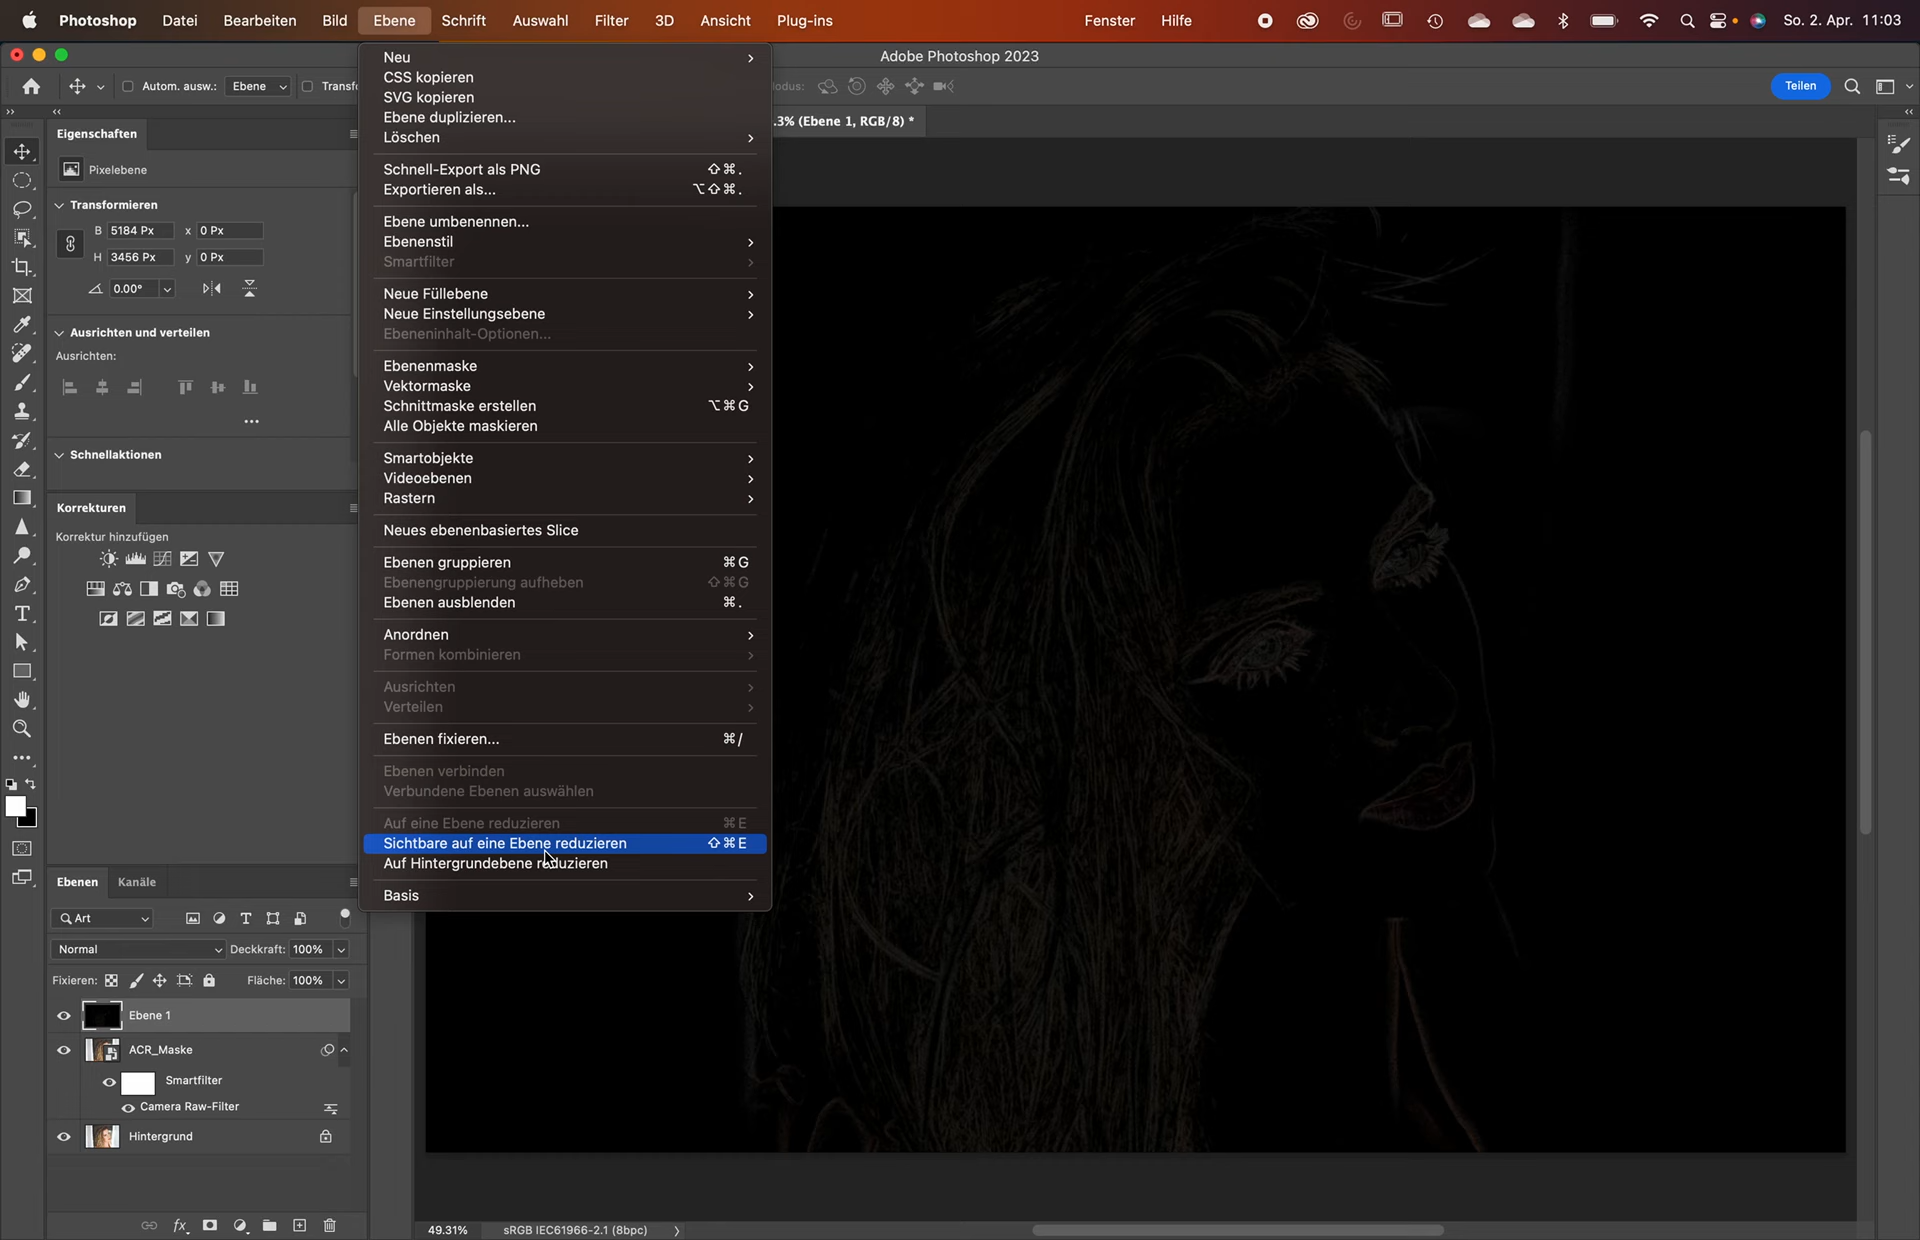 Photoshop Datei Bearbeiten Bild Ebene Schrift Auswahl Filter 3D Ansicht Plug-ins Fenster Hilfe So. 2. Apr. 11:03
Adobe Photoshop 2023
Autom. ausw.: Ebene Transf odus: Teilen
.3% (Ebene 1, RGB/8) *
Eigenschaften
Pixelebene
Transformieren
B 5184 Px x 0 Px
H 3456 Px y 0 Px
0.00°
Ausrichten und verteilen
Ausrichten:
Schnellaktionen
Korrekturen
Korrektur hinzufügen
Neu
CSS kopieren
SVG kopieren
Ebene duplizieren...
Löschen
Schnell-Export als PNG ⇧⌘.
Exportieren als... ⌥⇧⌘.
Ebene umbenennen...
Ebenenstil
Smartfilter
Neue Füllebene
Neue Einstellungsebene
Ebeneninhalt-Optionen...
Ebenenmaske
Vektormaske
Schnittmaske erstellen ⌥⌘G
Alle Objekte maskieren
Smartobjekte
Videoebenen
Rastern
Neues ebenenbasiertes Slice
Ebenen gruppieren ⌘G
Ebenengruppierung aufheben ⇧⌘G
Ebenen ausblenden ⌘.
Anordnen
Formen kombinieren
Ausrichten
Verteilen
Ebenen fixieren... ⌘/
Ebenen verbinden
Verbundene Ebenen auswählen
Auf eine Ebene reduzieren ⌘E
Sichtbare auf eine Ebene reduzieren ⇧⌘E
Auf Hintergrundebene reduzieren
Basis
Ebenen Kanäle
Art
Normal Deckkraft: 100%
Fixieren: Fläche: 100%
Ebene 1
ACR_Maske
Smartfilter
Camera Raw-Filter
Hintergrund
fx
49.31% sRGB IEC61966-2.1 (8bpc)